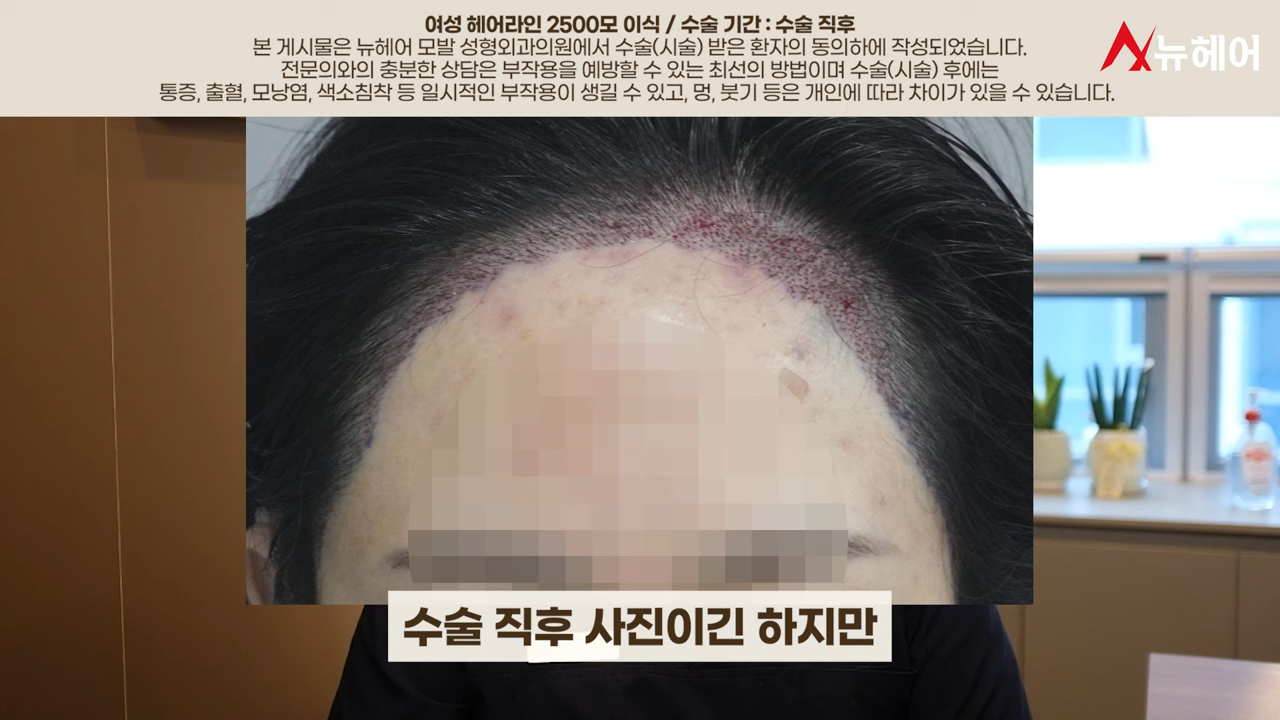 여성 헤어라인 2500모 이식 / 수술 기간 : 수술 직후
본 게시물은 뉴헤어 모발 성형외과의원에서 수술(시술) 받은 환자의 동의하에 작성되었습니다.
전문의와의 충분한 상담은 부작용을 예방할 수 있는 최선의 방법이며 수술(시술) 후에는
통증, 출혈, 모낭염, 색소침착 등 일시적인 부작용이 생길 수 있고, 멍, 붓기 등은 개인에 따라 차이가 있을 수 있습니다.
뉴헤어
수술 직후 사진이긴 하지만